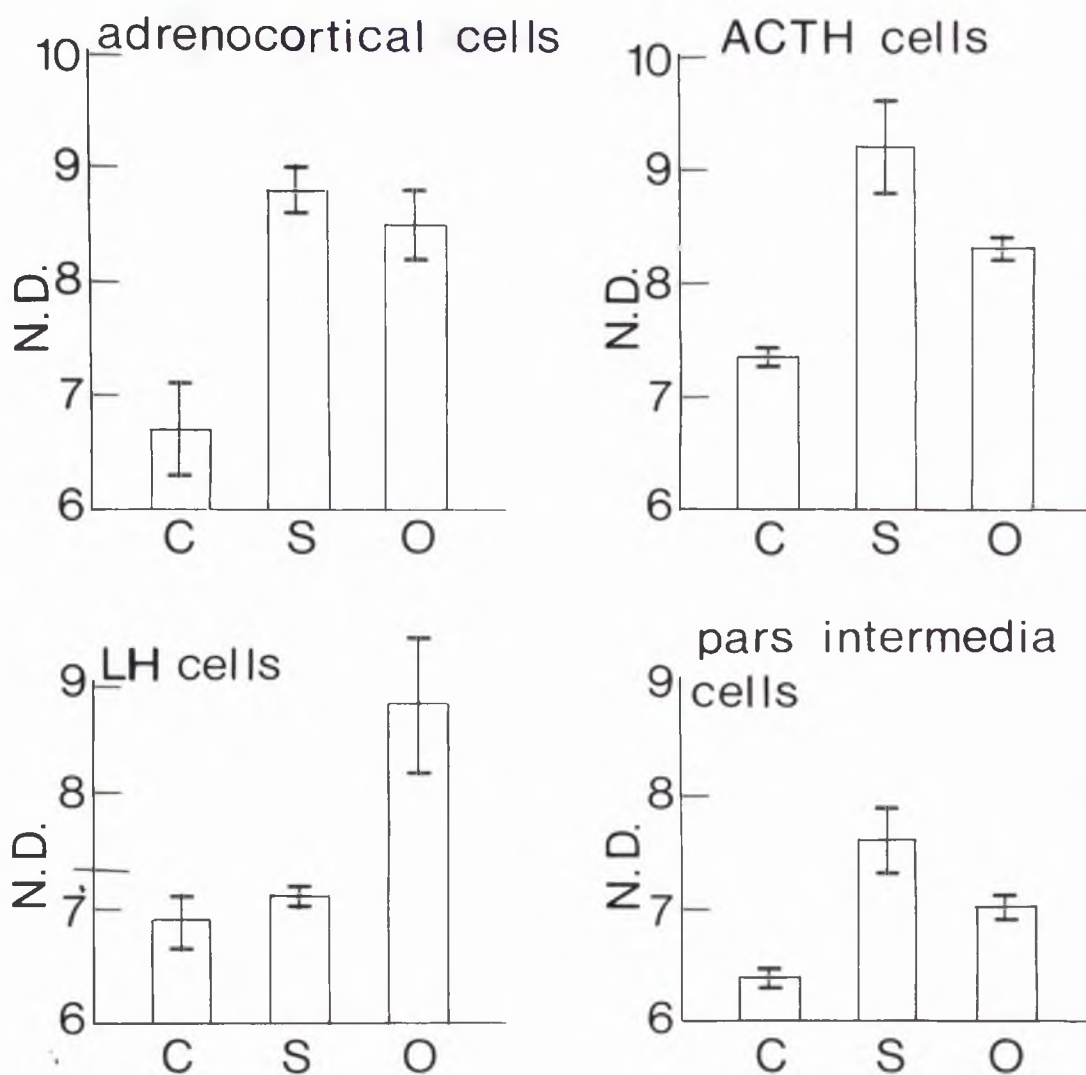 adrenocortical cells
10
9
8
7
6
N.D.
C S O
ACTH cells
10
9
8
7
6
N.D.
C S O
LH cells
9
8
7
6
N.D.
C S O
pars intermedia
cells
9
8
7
6
N.D.
C S O